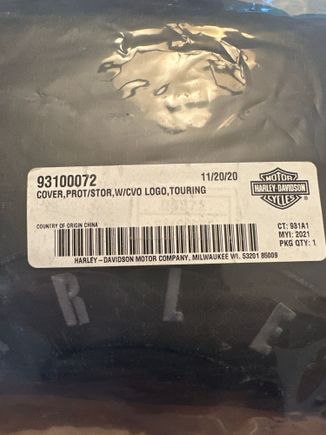 93100072 11/20/20
COVER,PROT/STOR,W/CVO LOGO,TOURING
MOTOR
HARLEY-DAVIDSON
CYCLES
COUNTRY OF ORIGIN CHINA
CT: 931A1
MYI: 2021
PKG QTY: 1
HARLEY - DAVIDSON MOTOR COMPANY, MILWAUKEE WI. 53201 85009
R L E